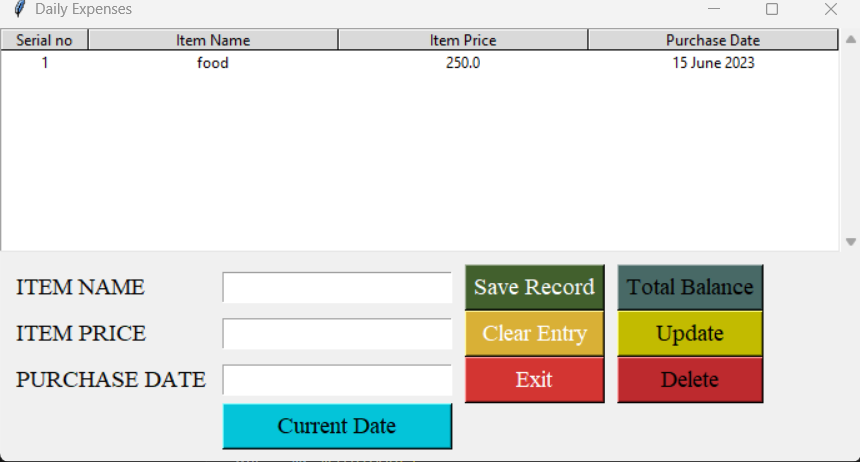 Daily Expenses
Serial no Item Name Item Price Purchase Date
1 food 250.0 15 June 2023
ITEM NAME Save Record Total Balance
ITEM PRICE Clear Entry Update
PURCHASE DATE Exit Delete
Current Date